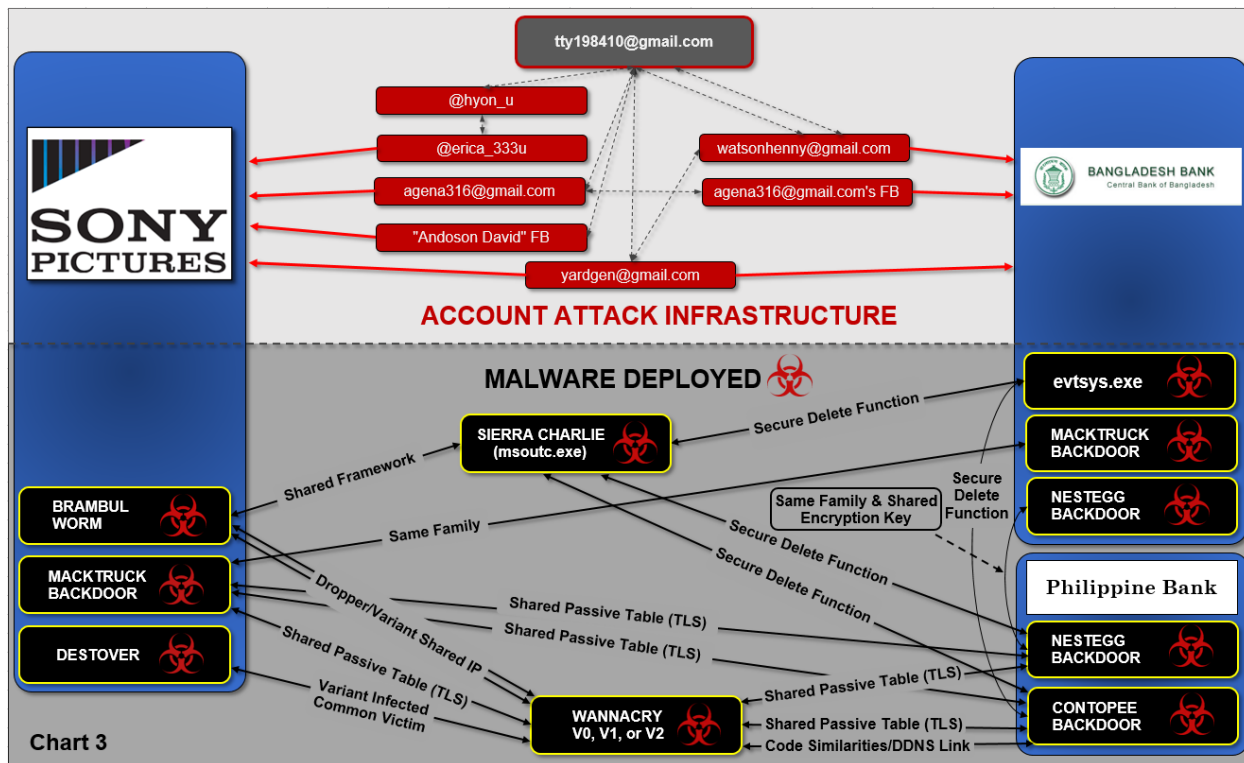 tty198410@gmail.com
@hyon_u
@erica_333u
watsonhenny@gmail.com
agena316@gmail.com
agena316@gmail.com's FB
"Andoson David" FB
yardgen@gmail.com
SONY
PICTURES
BANGLADESH BANK
Central Bank of Bangladesh
ACCOUNT ATTACK INFRASTRUCTURE
MALWARE DEPLOYED
evtsys.exe
Secure Delete Function
SIERRA CHARLIE
(msoutc.exe)
MACKTRUCK
BACKDOOR
Shared Framework
NESTEGG
BACKDOOR
Secure
Delete
Function
Same Family & Shared
Encryption Key
BRAMBUL
WORM
Same Family
Secure Delete Function
Secure Delete Function
MACKTRUCK
BACKDOOR
Philippine Bank
Dropper/Variant Shared IP
Shared Passive Table (TLS)
Shared Passive Table (TLS)
DESTOVER
NESTEGG
BACKDOOR
Shared Passive Table (TLS)
Shared Passive Table (TLS)
Variant Infected
Common Victim
WANNACRY
V0, V1, or V2
CONTOPEE
BACKDOOR
Shared Passive Table (TLS)
Code Similarities/DDNS Link
Chart 3